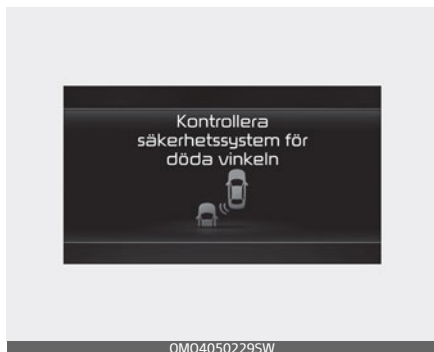 Kontrollera
säkerhetssystem för
döda vinkeln
OMQ4050229SW